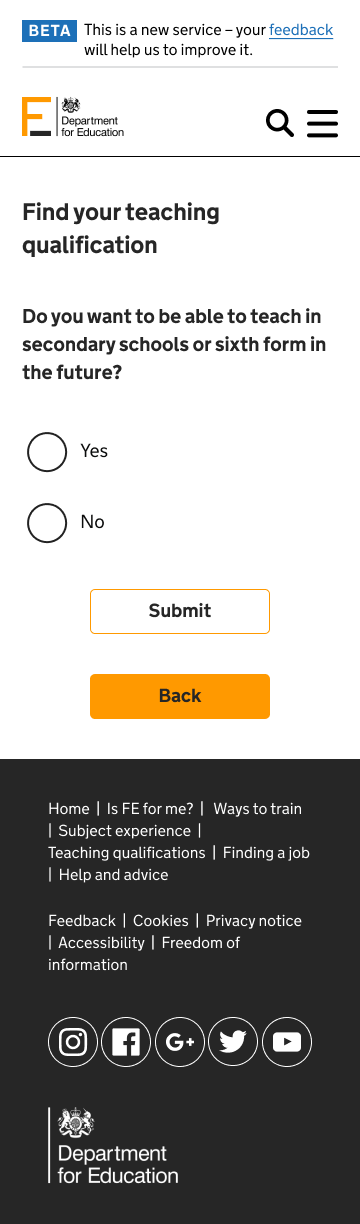 BETA This is a new service – your feedback
will help us to improve it.
Department
for Education
Find your teaching
qualification
Do you want to be able to teach in
secondary schools or sixth form in
the future?
Yes
No
Submit
Back
Home | Is FE for me? | Ways to train
| Subject experience |
Teaching qualifications | Finding a job
| Help and advice
Feedback | Cookies | Privacy notice
| Accessibility | Freedom of
information
G+
Department
for Education